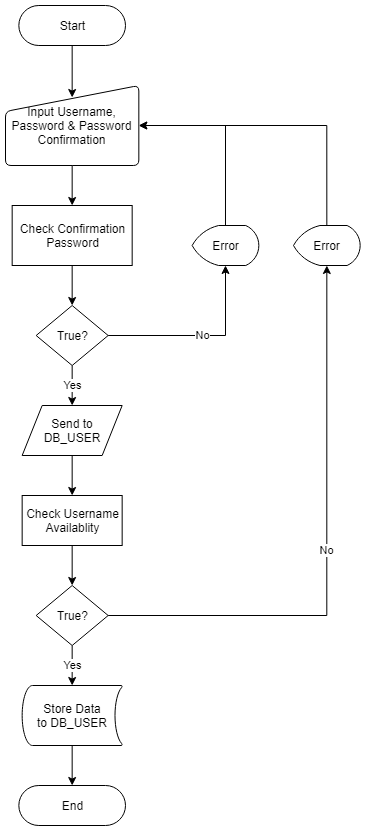 Start
Input Username,
Password & Password
Confirmation
Check Confirmation
Password
Error
Error
True?
No
Yes
Send to
DB_USER
Check Username
Availablity
No
True?
Yes
Store Data
to DB_USER
End